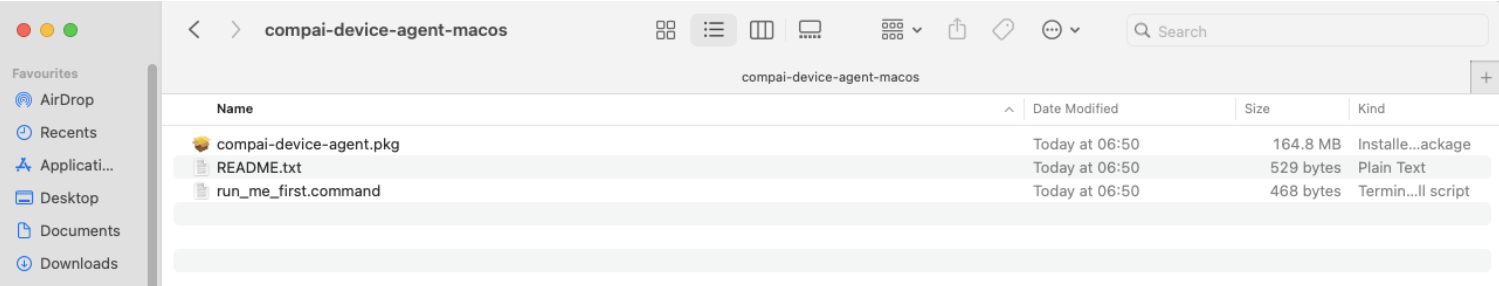 compai-device-agent-macos
Search
Favourites
AirDrop
Recents
Applicati...
Desktop
Documents
Downloads
compai-device-agent-macos
Name Date Modified Size Kind
compai-device-agent.pkg Today at 06:50 164.8 MB Installe...ackage
README.txt Today at 06:50 529 bytes Plain Text
run_me_first.command Today at 06:50 468 bytes Termin...ll script